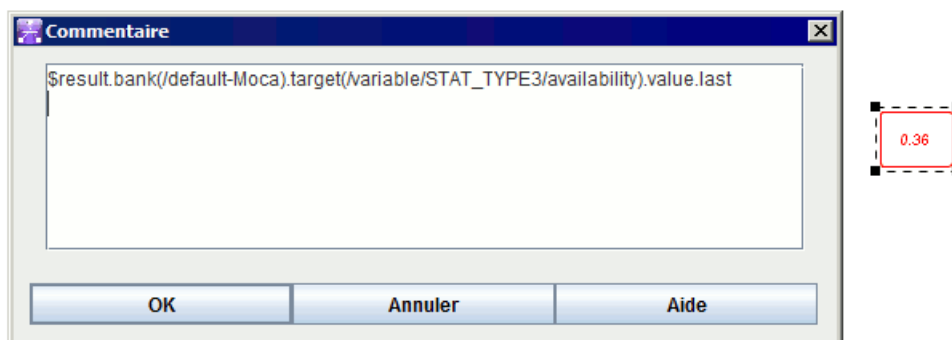 Commentaire
$result.bank(/default-Moca).target(/variable/STAT_TYPE3/availability).value.last
0.36
OK
Annuler
Aide